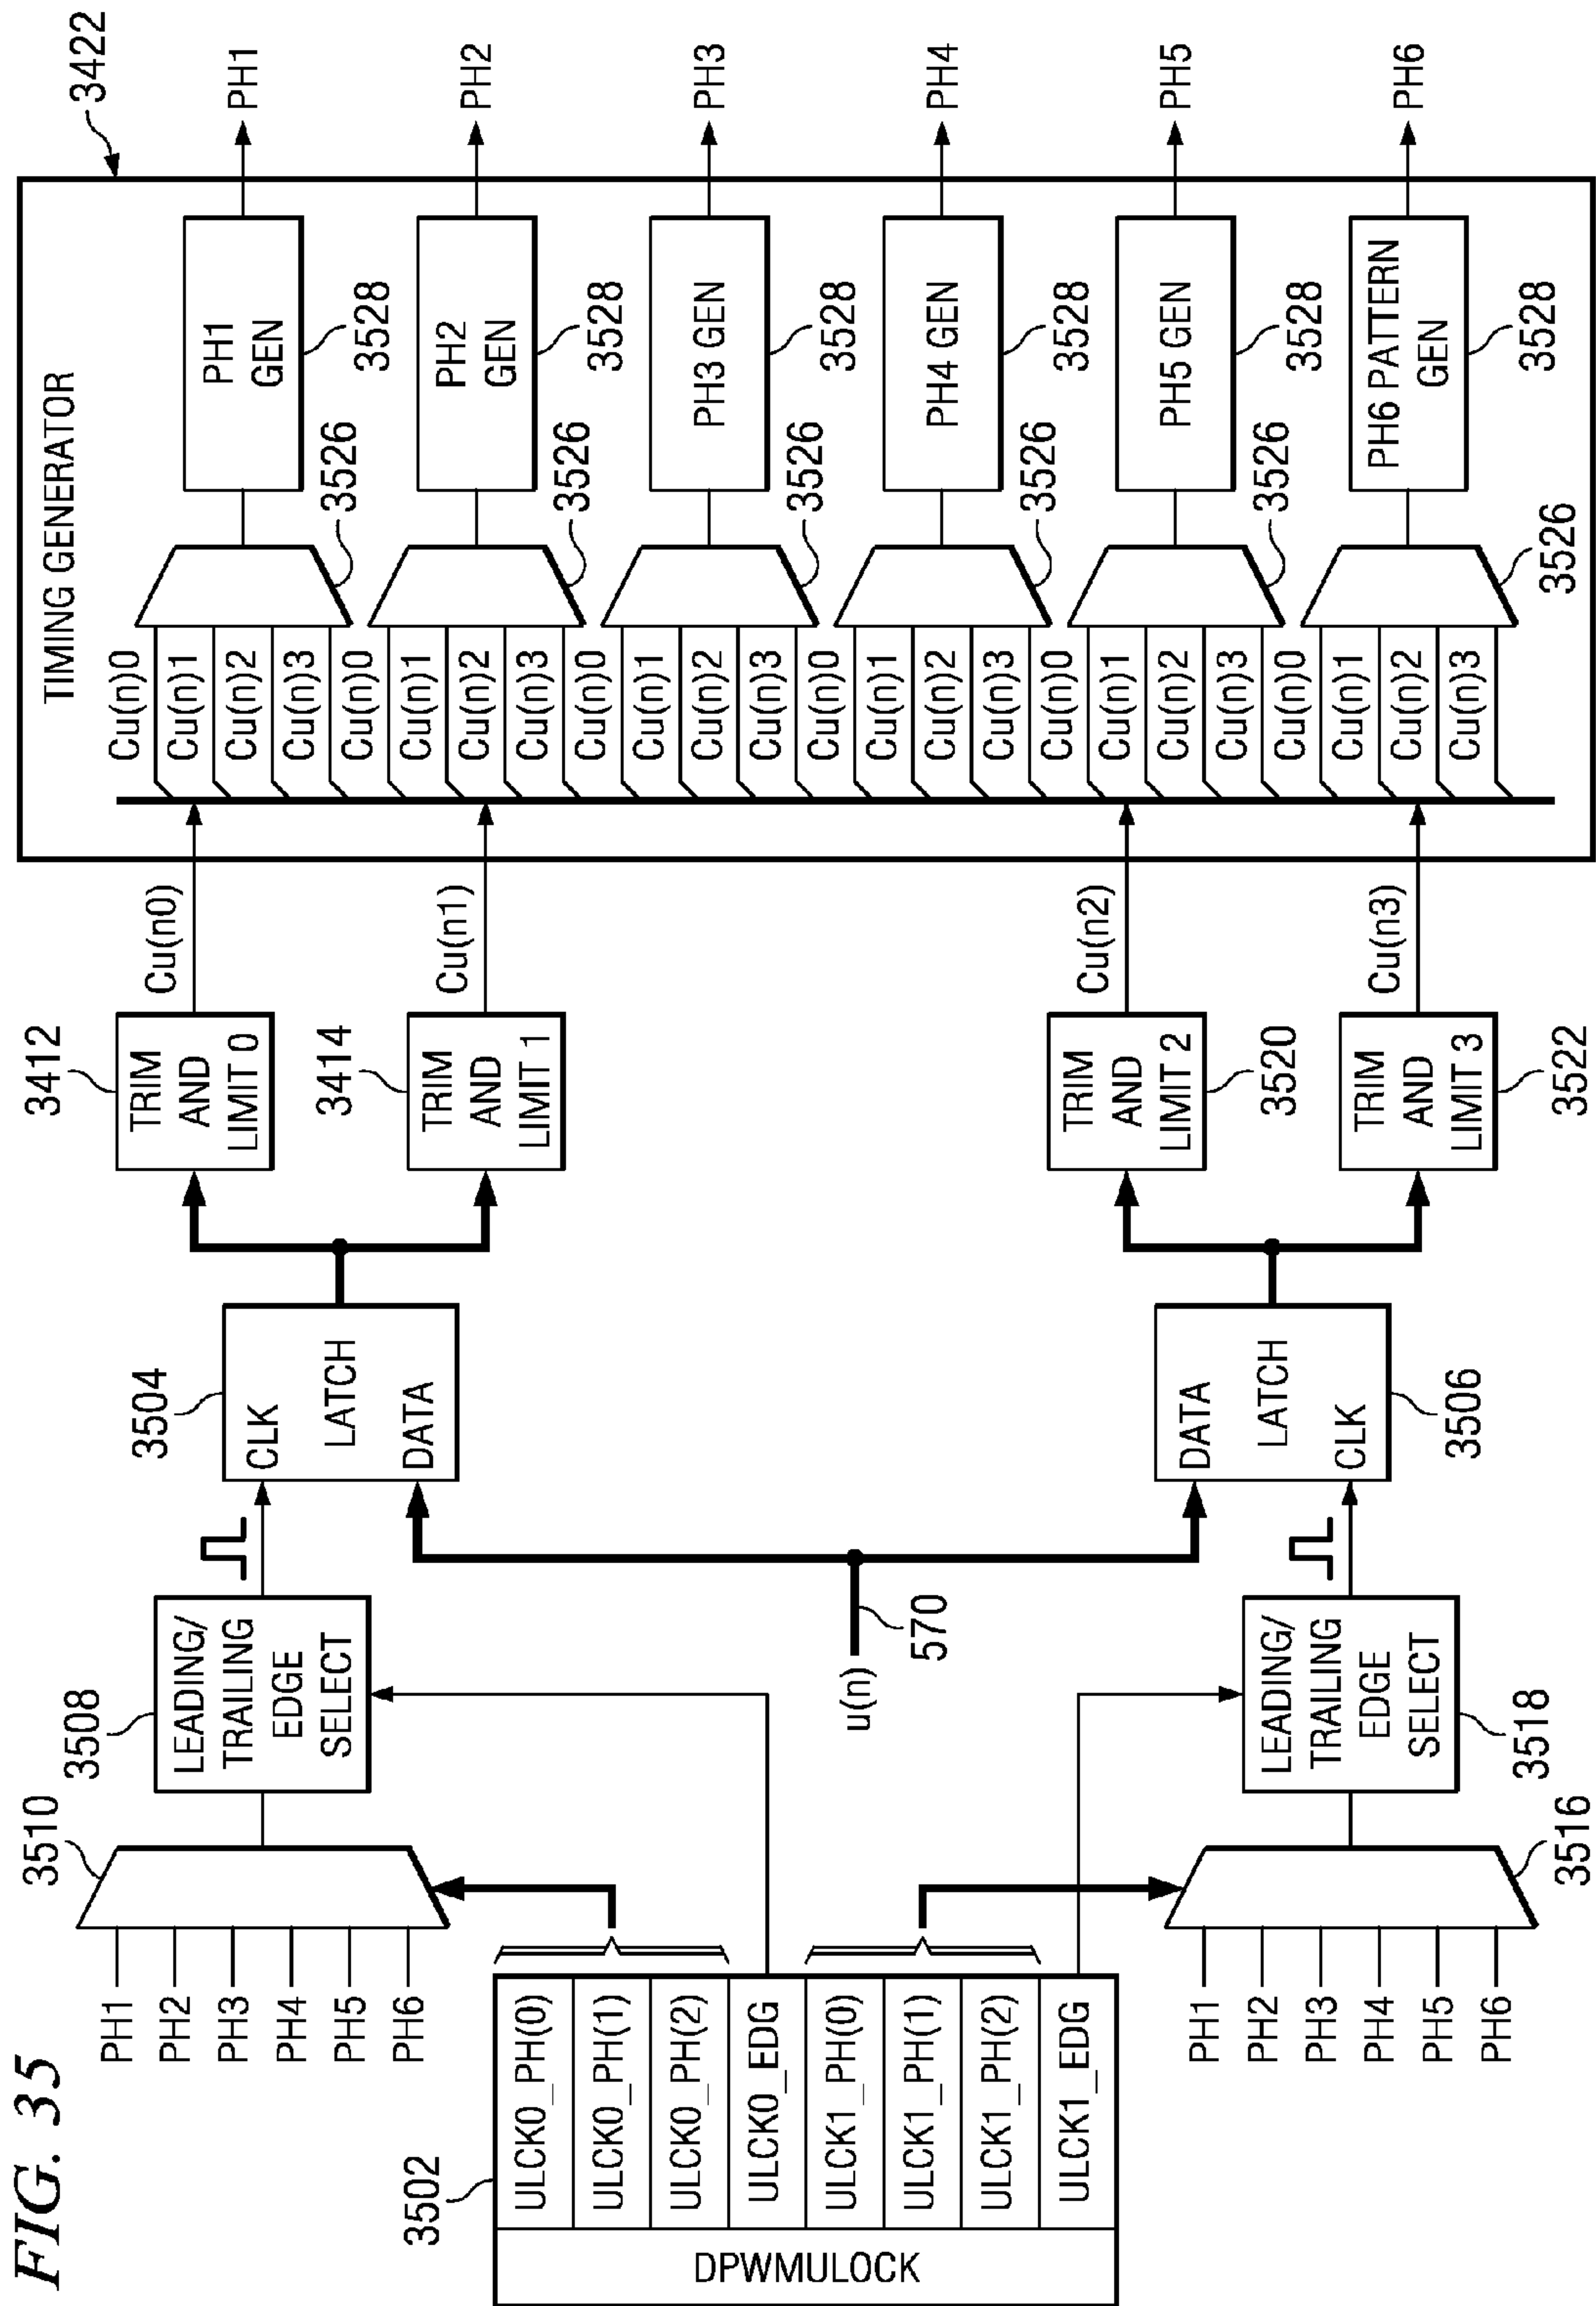 FIG. 35
TIMING GENERATOR
3422
PH1
PH2
PH3
PH4
PH5
PH6
3510
LEADING/
TRAILING
EDGE
SELECT
3508
CLK
LATCH
DATA
3504
TRIM
AND
LIMIT 0
3412
TRIM
AND
LIMIT 1
3414
Cu(n0)
Cu(n1)
3502
DPWMULOCK
ULCK0_PH(0)
ULCK0_PH(1)
ULCK0_PH(2)
ULCK0_EDG
ULCK1_PH(0)
ULCK1_PH(1)
ULCK1_PH(2)
ULCK1_EDG
u(n)
570
PH1
PH2
PH3
PH4
PH5
PH6
3516
LEADING/
TRAILING
EDGE
SELECT
3518
DATA
LATCH
CLK
3506
TRIM
AND
LIMIT 2
3520
TRIM
AND
LIMIT 3
3522
Cu(n2)
Cu(n3)
Cu(n)0
Cu(n)1
Cu(n)2
Cu(n)3
3526
PH1
GEN
3528
PH1
Cu(n)0
Cu(n)1
Cu(n)2
Cu(n)3
3526
PH2
GEN
3528
PH2
Cu(n)0
Cu(n)1
Cu(n)2
Cu(n)3
3526
PH3 GEN
3528
PH3
Cu(n)0
Cu(n)1
Cu(n)2
Cu(n)3
3526
PH4 GEN
3528
PH4
Cu(n)0
Cu(n)1
Cu(n)2
Cu(n)3
3526
PH5 GEN
3528
PH5
Cu(n)0
Cu(n)1
Cu(n)2
Cu(n)3
3526
PH6 PATTERN
GEN
3528
PH6